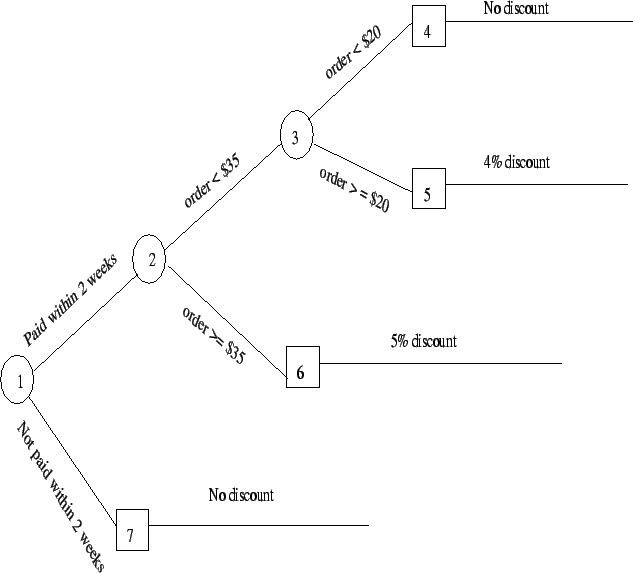 No discount
4
order < $20
3
4% discount
order > = $20
5
order < $35
2
Paid within 2 weeks
order >= $35
5% discount
6
1
Not paid within 2 weeks
No discount
7